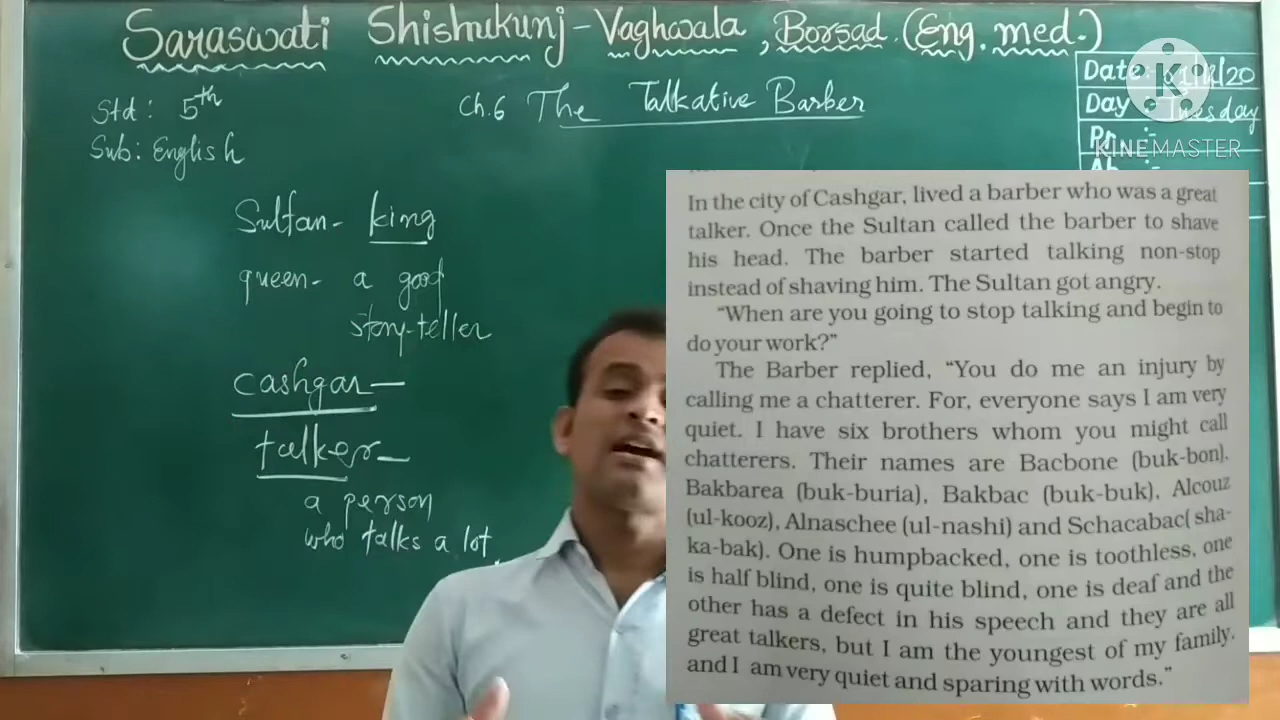 Saraswati Shishukunj-Vaghwala, Borsad. (Eng. med.)
Date:- /20
Day :- Tuesday
Pr. :-
Ab. :-
K
KINEMASTER
Std: 5th
Sub: English
Ch.6 The Talkative Barber
Sultan- king
queen- a good
story-teller
cashgar-
talker-
a person
who talks a lot.
In the city of Cashgar, lived a barber who was a great
talker. Once the Sultan called the barber to shave
his head. The barber started talking non-stop
instead of shaving him. The Sultan got angry.
"When are you going to stop talking and begin to
do your work?"
The Barber replied, "You do me an injury by
calling me a chatterer. For, everyone says I am very
quiet. I have six brothers whom you might call
chatterers. Their names are Bacbone (buk-bon),
Bakbarea (buk-buria), Bakbac (buk-buk), Alcouz
(ul-kooz), Alnaschee (ul-nashi) and Schacabac( sha-
ka-bak). One is humpbacked, one is toothless, one
is half blind, one is quite blind, one is deaf and the
other has a defect in his speech and they are all
great talkers, but I am the youngest of my family.
and I am very quiet and sparing with words."